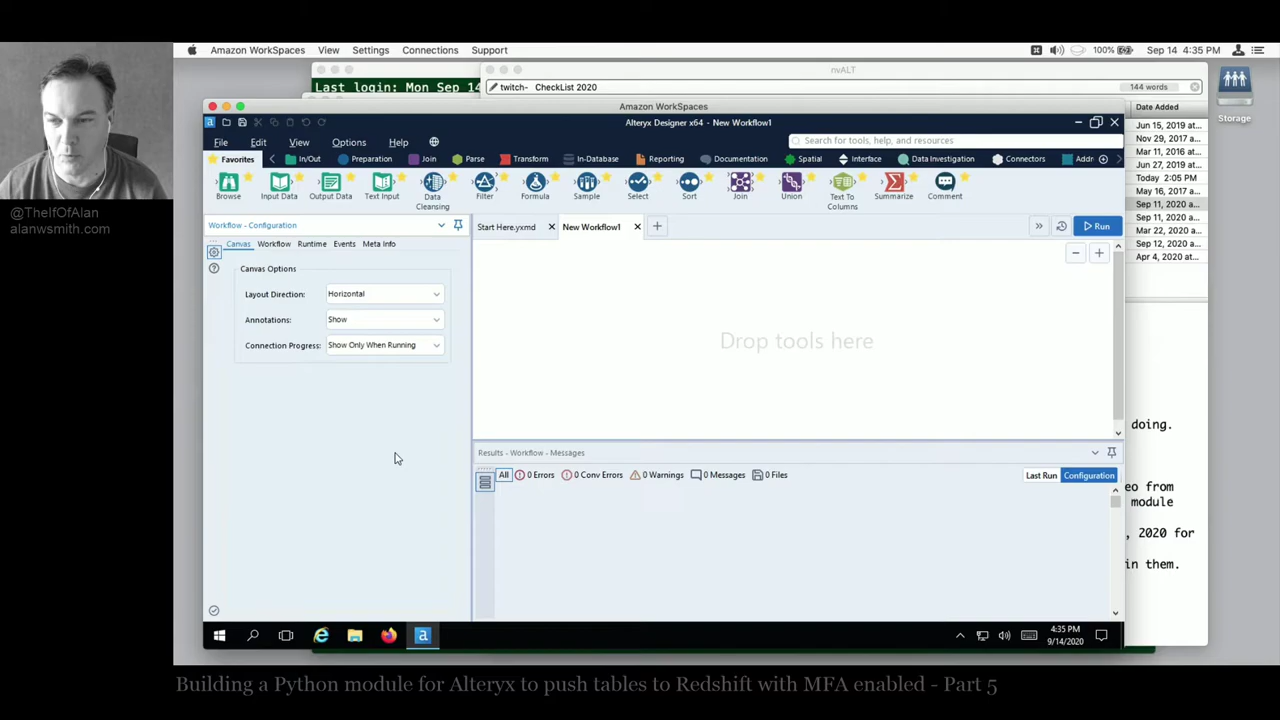 Amazon WorkSpaces View Settings Connections Support 100% Sep 14 4:35 PM
nvALT
Last login: Mon Sep 14
twitch- CheckList 2020 144 words
Date Added
Jun 15, 2019 at...
Nov 29, 2017 at...
Mar 11, 2016 at...
Jun 27, 2019 at...
Today 2:05 PM
May 16, 2017 at...
Sep 11, 2020 a...
Sep 11, 2020 a...
Mar 22, 2020 a...
Sep 12, 2020 a...
Apr 4, 2020 at...
Storage
doing.
eo from
module
, 2020 for
in them.
Amazon WorkSpaces
Alteryx Designer x64 - New Workflow1
File Edit View Options Help
Search for tools, help, and resources
Favorites In/Out Preparation Join Parse Transform In-Database Reporting Documentation Spatial Interface Data Investigation Connectors Addr
Browse Input Data Output Data Text Input Data Cleansing Filter Formula Sample Select Sort Join Union Text To Columns Summarize Comment
Workflow - Configuration
Start Here.yxmd New Workflow1 Run
Canvas Workflow Runtime Events Meta Info
Canvas Options
Layout Direction: Horizontal
Annotations: Show
Connection Progress: Show Only When Running
Drop tools here
Results - Workflow - Messages
All 0 Errors 0 Conv Errors 0 Warnings 0 Messages 0 Files Last Run Configuration
4:35 PM
9/14/2020
@TheIfOfAlan
alanwsmith.com
Building a Python module for Alteryx to push tables to Redshift with MFA enabled - Part 5